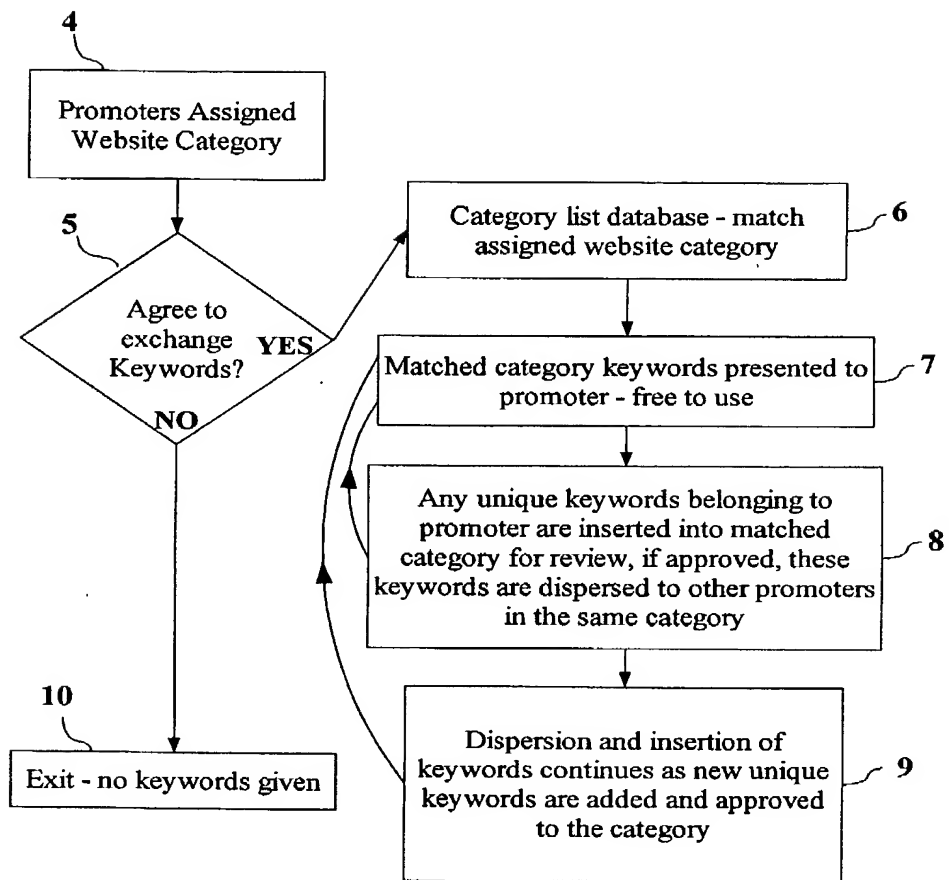 4
Promoters Assigned
Website Category
5
Agree to
exchange
Keywords?
YES
NO
6
Category list database - match
assigned website category
7
Matched category keywords presented to
promoter - free to use
8
Any unique keywords belonging to
promoter are inserted into matched
category for review, if approved, these
keywords are dispersed to other promoters
in the same category
9
Dispersion and insertion of
keywords continues as new unique
keywords are added and approved
to the category
10
Exit - no keywords given